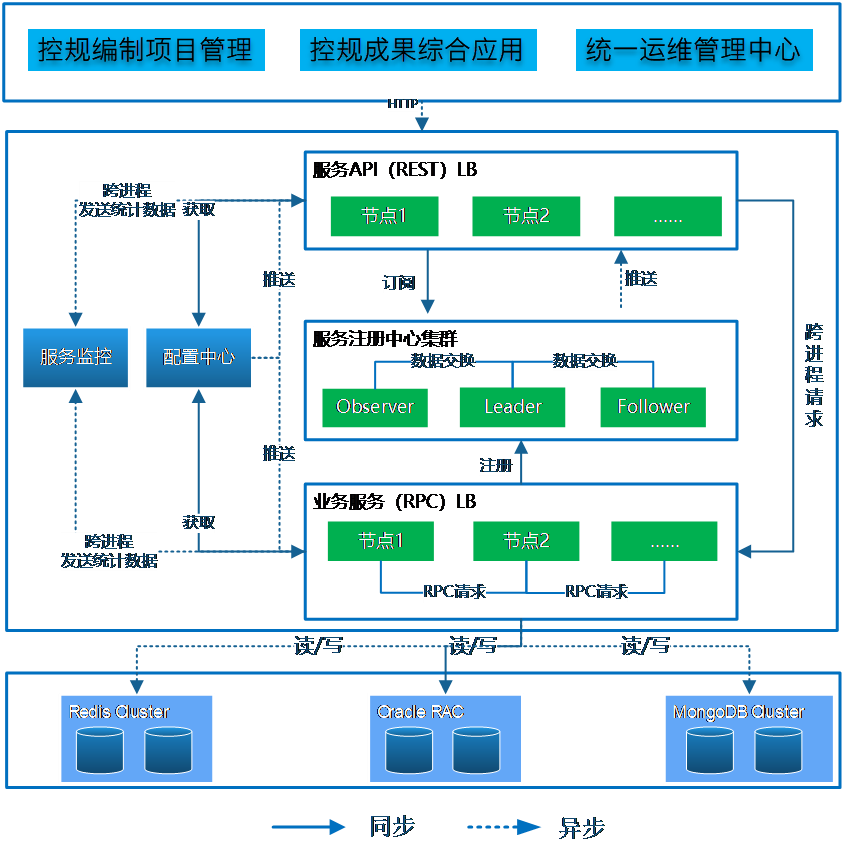 控规编制项目管理
控规成果综合应用
统一运维管理中心
HTTP
服务API（REST）LB
节点1
节点2
……
跨进程
发送统计数据
获取
推送
订阅
推送
服务监控
配置中心
服务注册中心集群
数据交换
数据交换
Observer
Leader
Follower
跨进程请求
推送
注册
业务服务（RPC）LB
节点1
节点2
……
RPC请求
RPC请求
获取
跨进程
发送统计数据
读/写
读/写
读/写
Redis Cluster
Oracle RAC
MongoDB Cluster
同步
异步